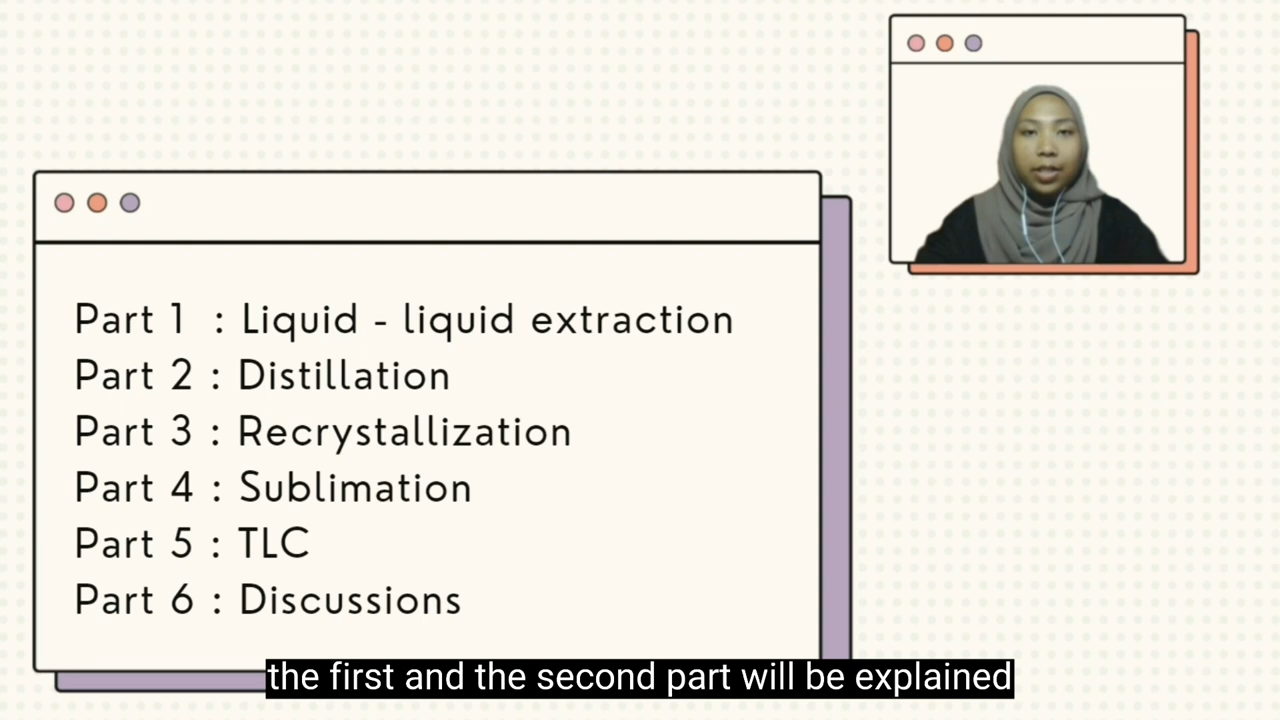 Part 1 : Liquid - liquid extraction
Part 2 : Distillation
Part 3 : Recrystallization
Part 4 : Sublimation
Part 5 : TLC
Part 6 : Discussions
the first and the second part will be explained